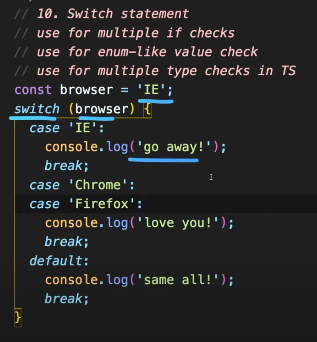 // 10. Switch statement
// use for multiple if checks
// use for enum-like value check
// use for multiple type checks in TS
const browser = 'IE';
switch (browser) {
  case 'IE':
    console.log('go away!');
    break;
  case 'Chrome':
  case 'Firefox':
    console.log('love you!');
    break;
  default:
    console.log('same all!');
    break;
}